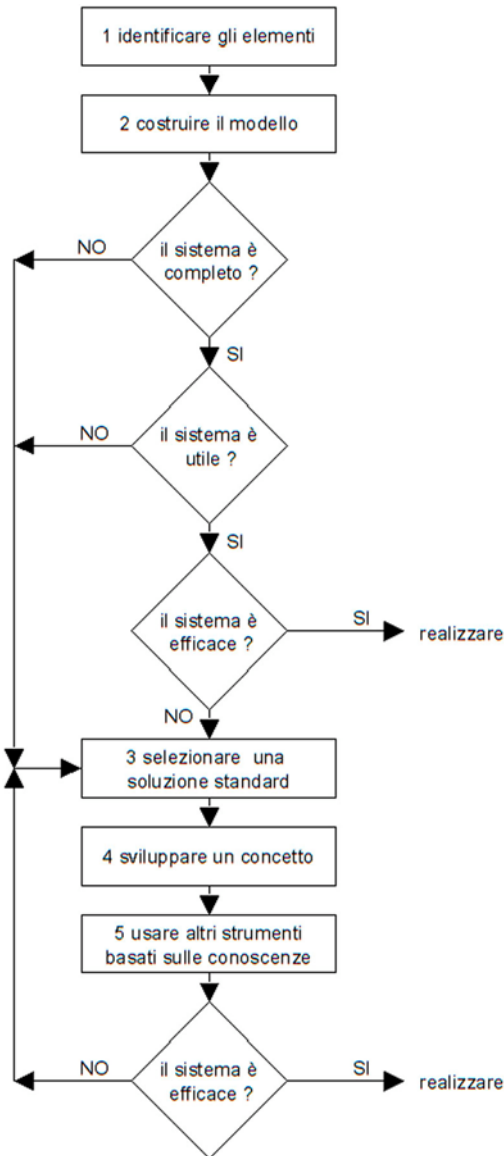 1 identificare gli elementi
2 costruire il modello
NO
il sistema è
completo ?
SI
NO
il sistema è
utile ?
SI
il sistema è
efficace ?
SI
realizzare
NO
3 selezionare una
soluzione standard
4 sviluppare un concetto
5 usare altri strumenti
basati sulle conoscenze
NO
il sistema è
efficace ?
SI
realizzare